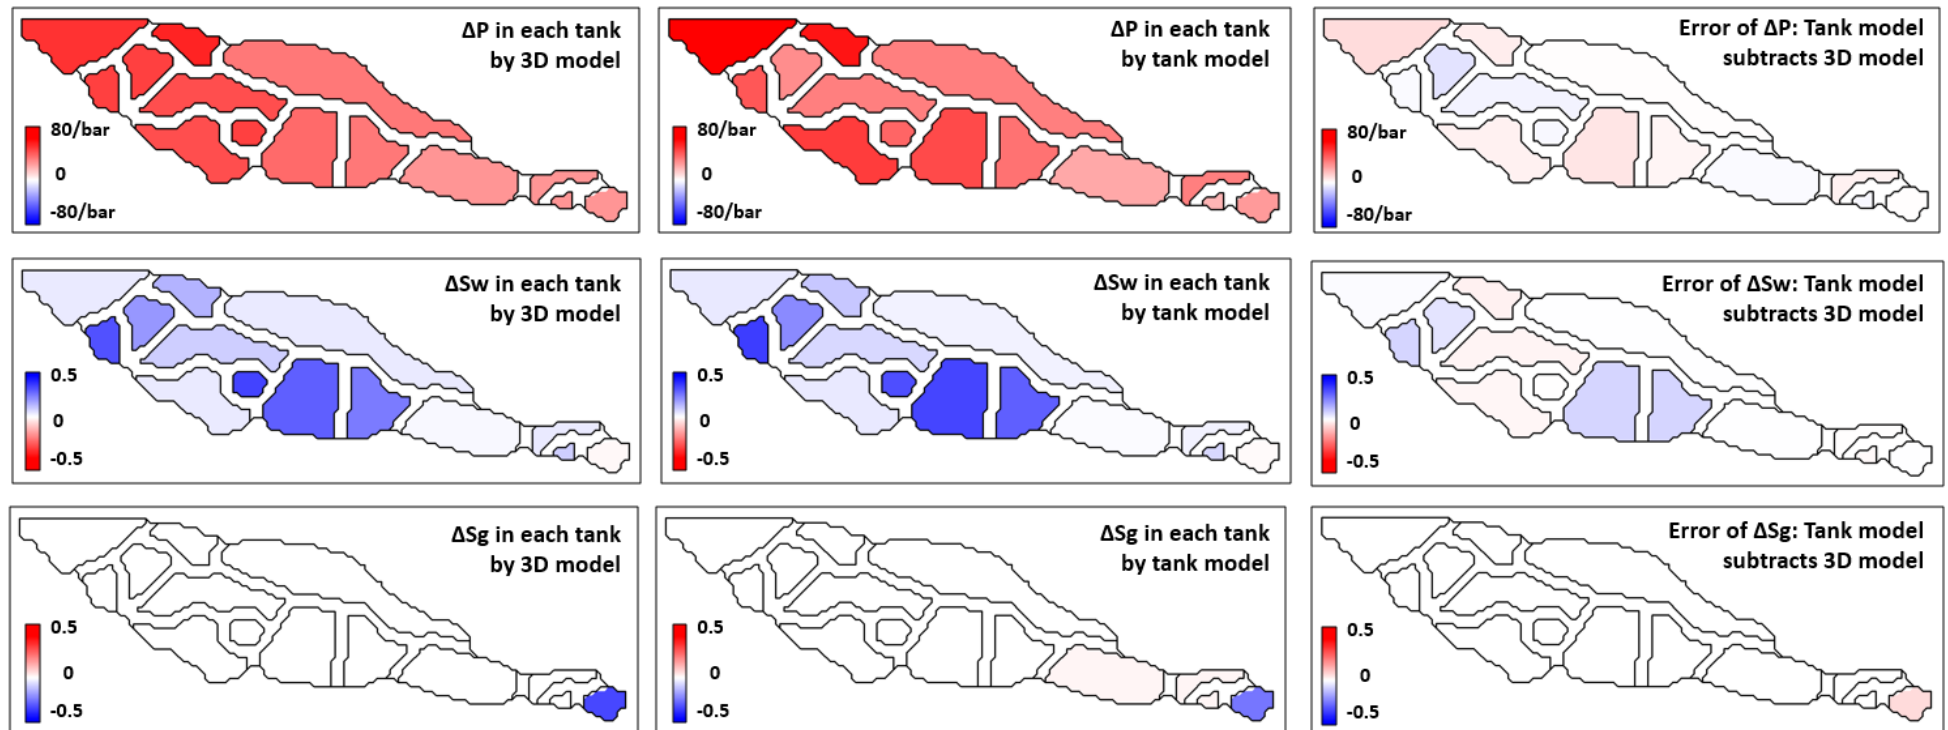 ΔP in each tank
by 3D model
80/bar
0
-80/bar
ΔP in each tank
by tank model
80/bar
0
-80/bar
Error of ΔP: Tank model
subtracts 3D model
80/bar
0
-80/bar
ΔSw in each tank
by 3D model
0.5
0
-0.5
ΔSw in each tank
by tank model
0.5
0
-0.5
Error of ΔSw: Tank model
subtracts 3D model
0.5
0
-0.5
ΔSg in each tank
by 3D model
0.5
0
-0.5
ΔSg in each tank
by tank model
0.5
0
-0.5
Error of ΔSg: Tank model
subtracts 3D model
0.5
0
-0.5